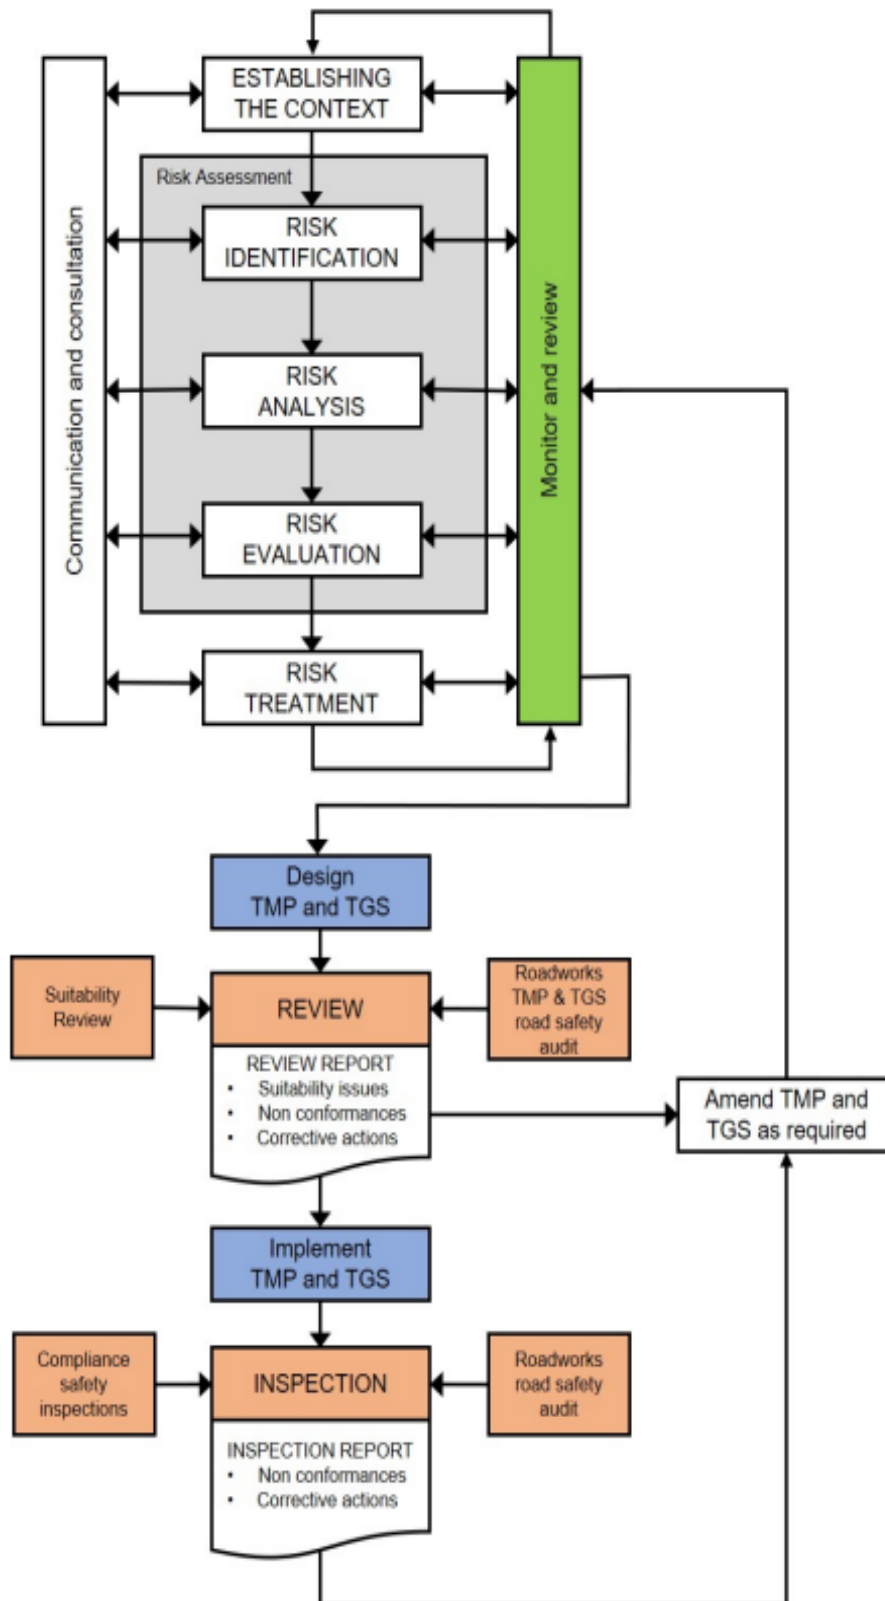 ESTABLISHING
THE CONTEXT
Communication and consultation
Monitor and review
Risk Assessment
RISK
IDENTIFICATION
RISK
ANALYSIS
RISK
EVALUATION
RISK
TREATMENT
Design
TMP and TGS
Suitability
Review
REVIEW
Roadworks
TMP & TGS
road safety
audit
REVIEW REPORT
• Suitability issues
• Non conformances
• Corrective actions
Amend TMP and
TGS as required
Implement
TMP and TGS
Compliance
safety
inspections
INSPECTION
Roadworks
road safety
audit
INSPECTION REPORT
• Non conformances
• Corrective actions